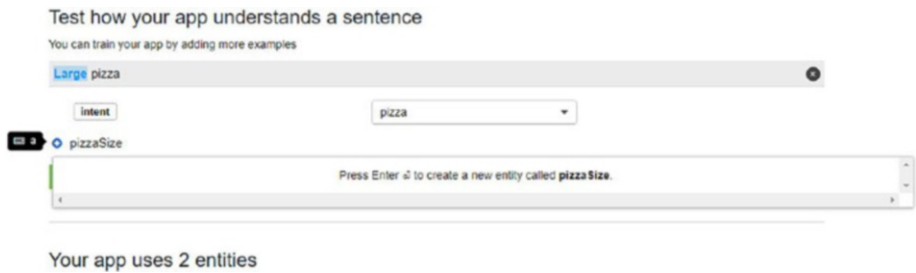 Test how your app understands a sentence
You can train your app by adding more examples
Large pizza
intent
pizza
a
pizzaSize
Press Enter ⏎ to create a new entity called pizzaSize.
Your app uses 2 entities